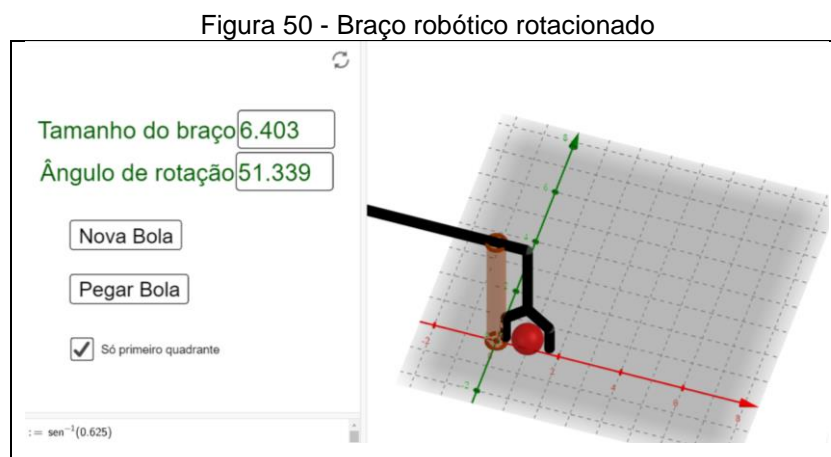 Figura 50 - Braço robótico rotacionado
Tamanho do braço 6.403
Ângulo de rotação 51.339
Nova Bola
Pegar Bola
Só primeiro quadrante
:= sen⁻¹(0.625)